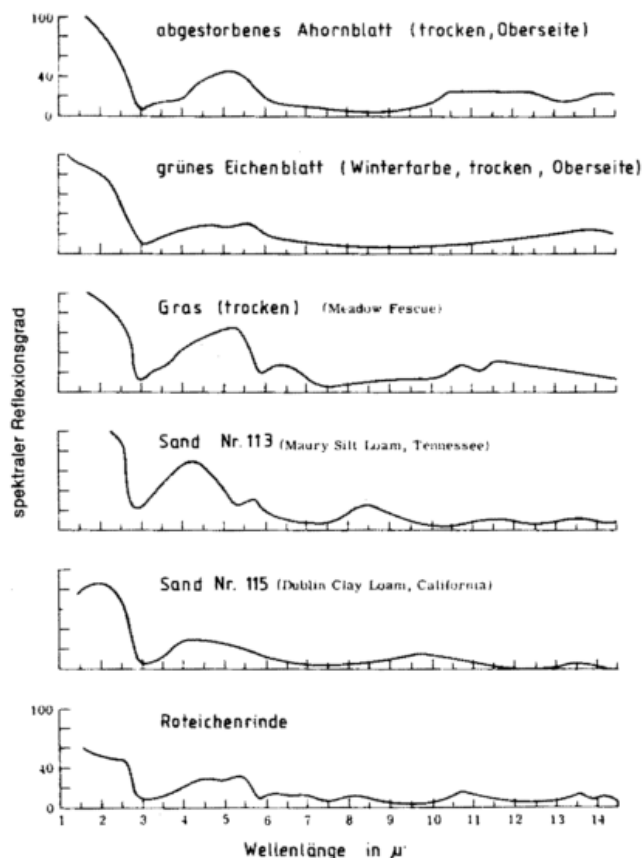 100
abgestorbenes Ahornblatt (trocken, Oberseite)
40
0
grünes Eichenblatt (Winterfarbe, trocken, Oberseite)
Gras (trocken) (Meadow Fescue)
spektraler Reflexionsgrad
Sand Nr. 113 (Maury Silt Loam, Tennessee)
Sand Nr. 115 (Dublin Clay Loam, California)
100
Roteichenrinde
40
0
1 2 3 4 5 6 7 8 9 10 11 12 13 14
Wellenlänge in µ